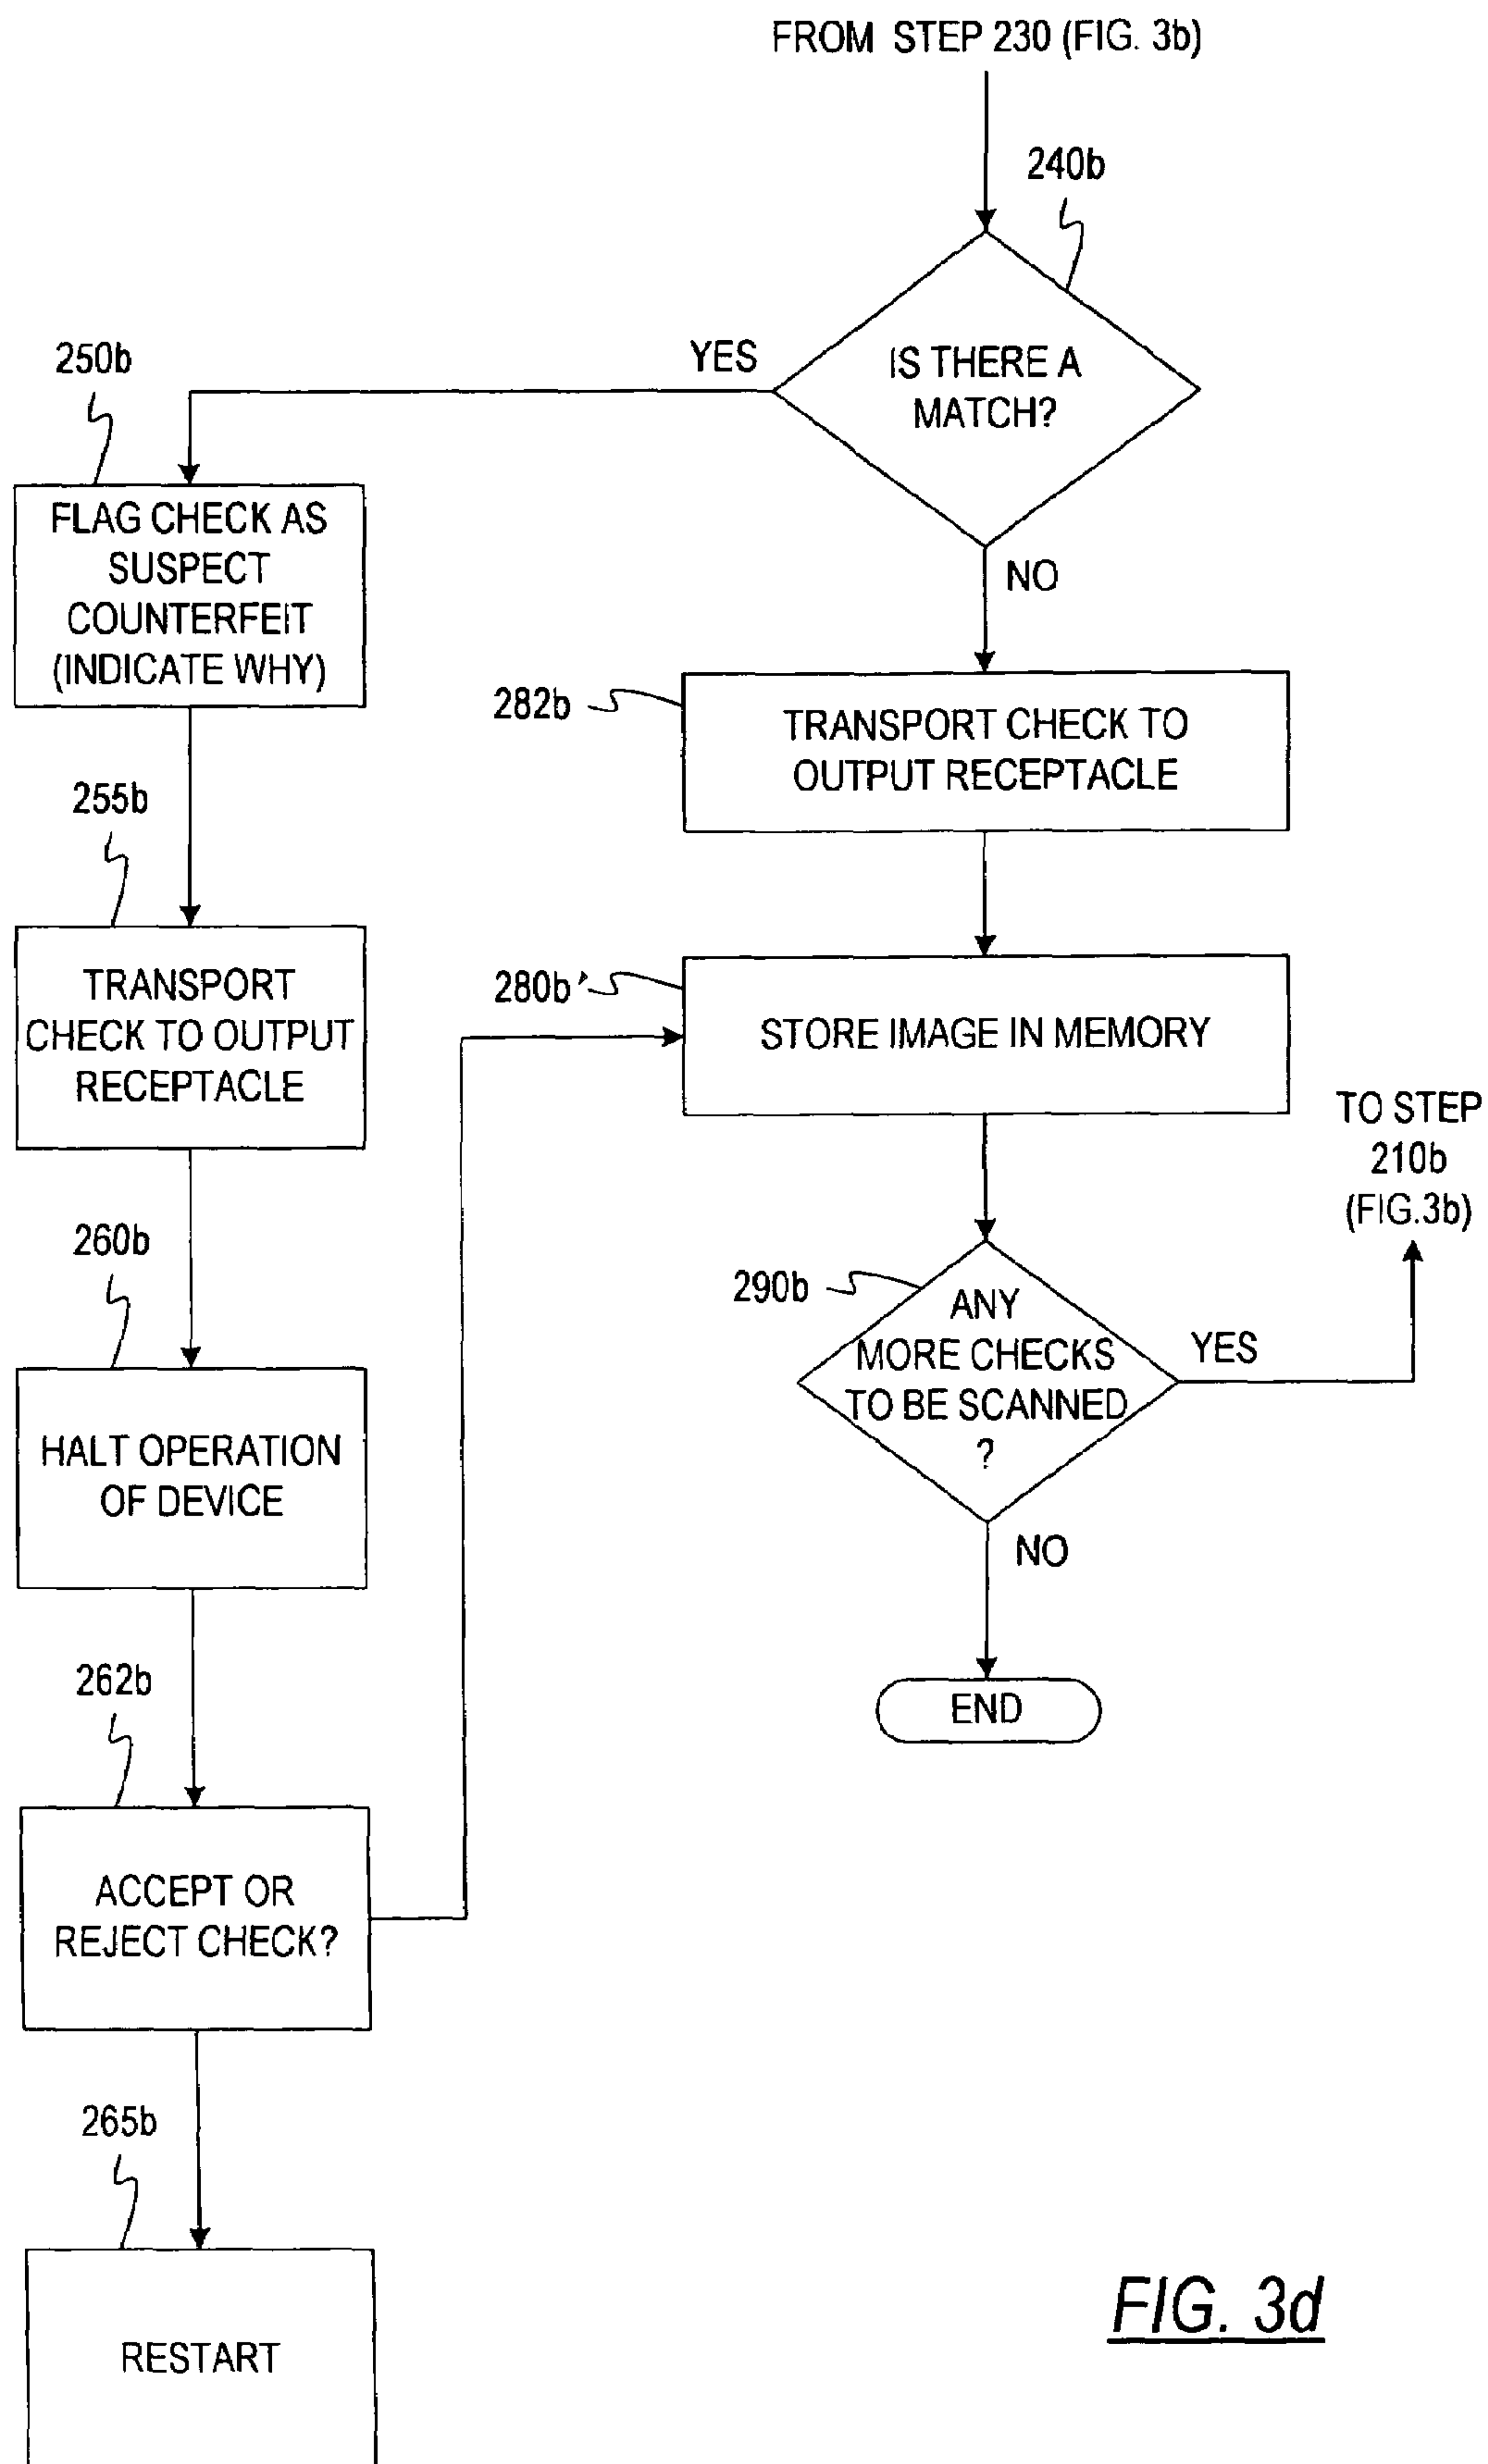 FROM STEP 230 (FIG. 3b)
240b
IS THERE A
MATCH?
YES
NO
250b
FLAG CHECK AS
SUSPECT
COUNTERFEIT
(INDICATE WHY)
282b
TRANSPORT CHECK TO
OUTPUT RECEPTACLE
255b
TRANSPORT
CHECK TO OUTPUT
RECEPTACLE
280b'
STORE IMAGE IN MEMORY
TO STEP
210b
(FIG.3b)
260b
HALT OPERATION
OF DEVICE
290b
ANY
MORE CHECKS
TO BE SCANNED
?
YES
NO
END
262b
ACCEPT OR
REJECT CHECK?
265b
RESTART
FIG. 3d